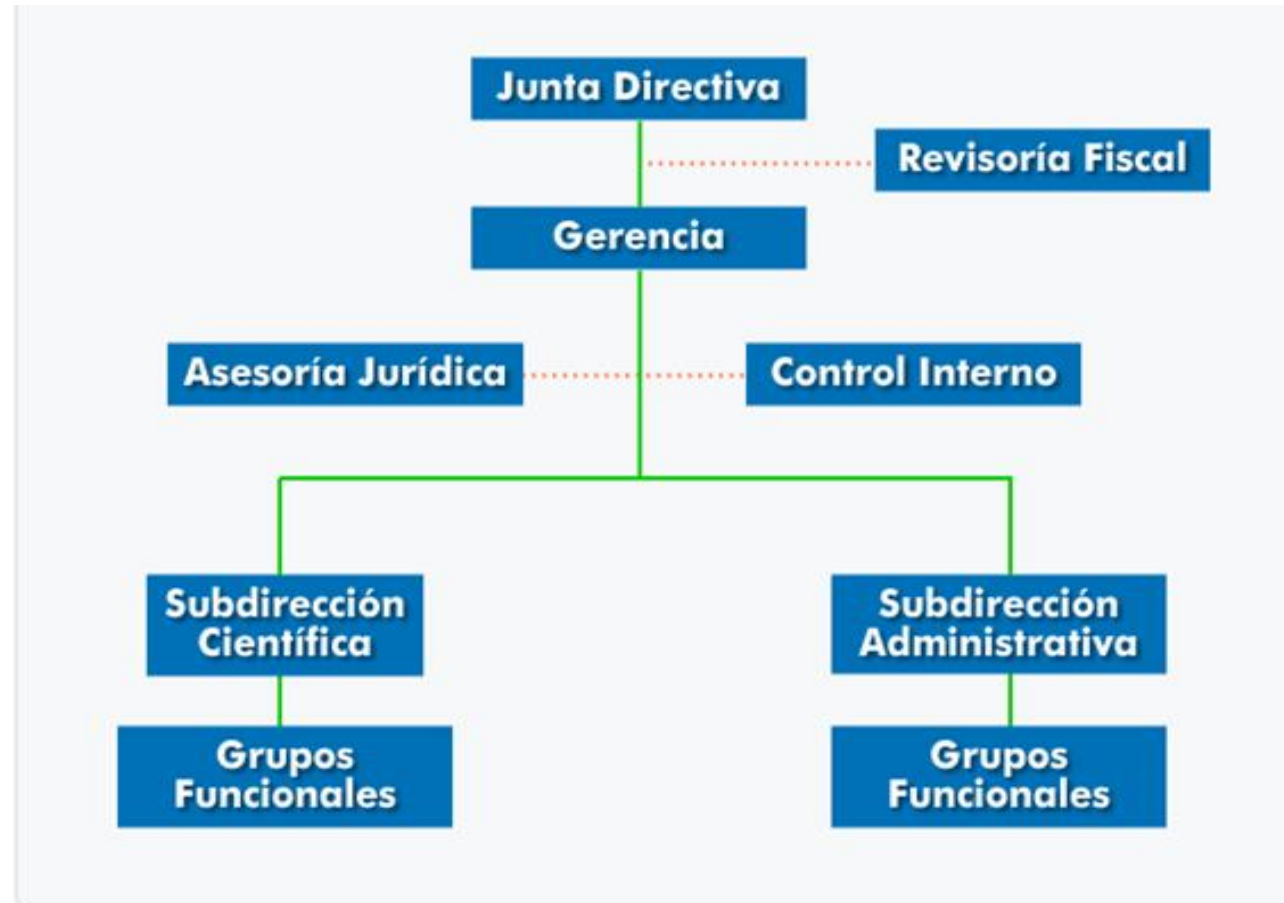 Junta Directiva
Revisoría Fiscal
Gerencia
Asesoría Jurídica
Control Interno
Subdirección
Científica
Subdirección
Administrativa
Grupos
Funcionales
Grupos
Funcionales